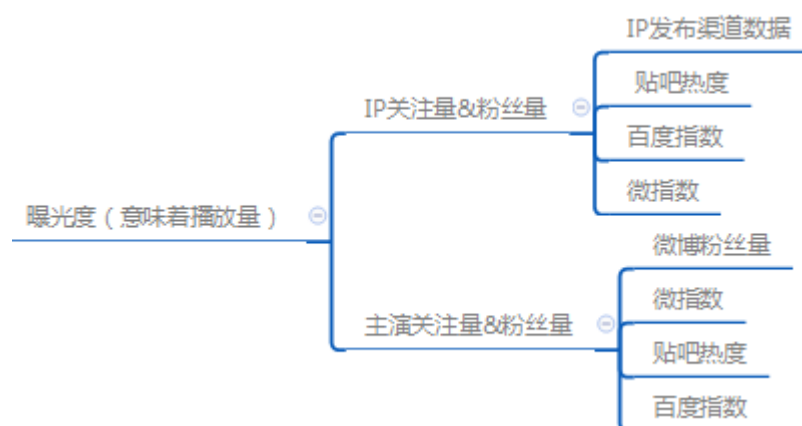 IP发布渠道数据
贴吧热度
IP关注量&粉丝量
百度指数
微指数
曝光度（意味着播放量）
微博粉丝量
微指数
主演关注量&粉丝量
贴吧热度
百度指数